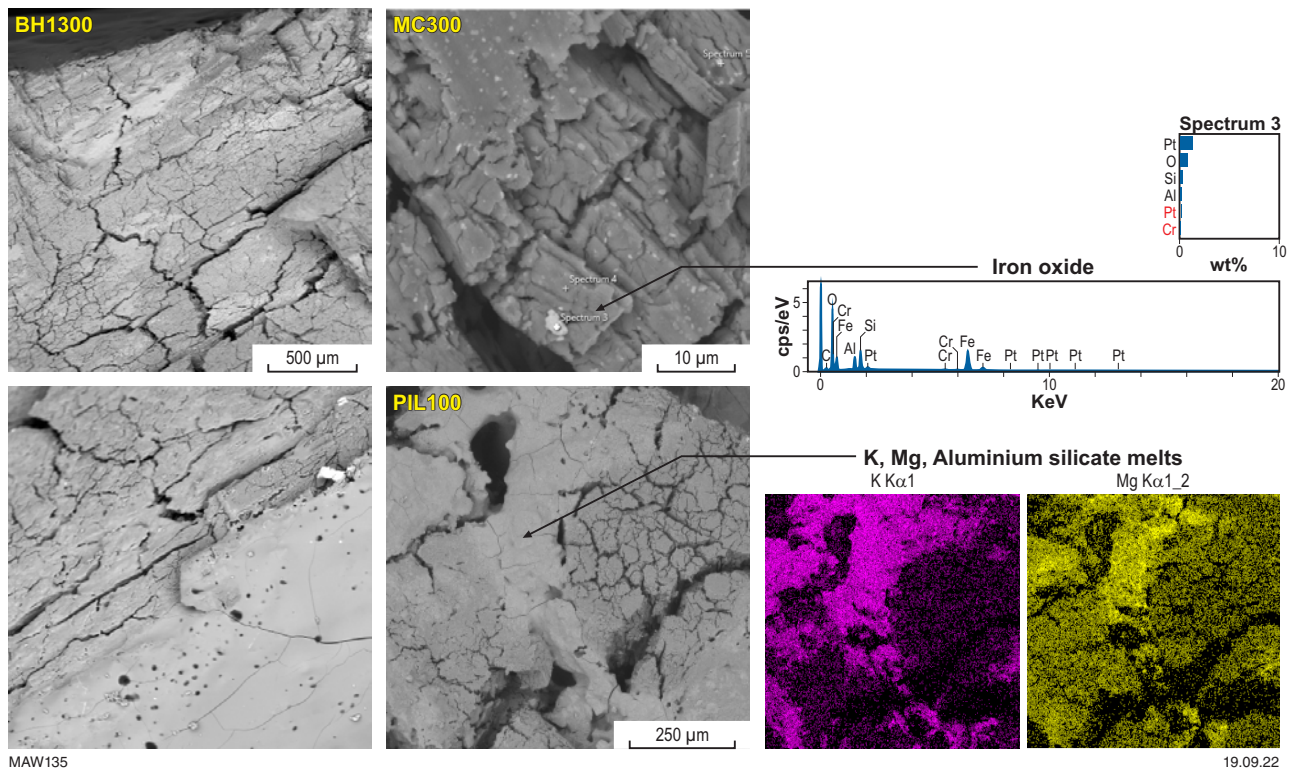 BH1300
500 µm
MC300
Spectrum 5
Spectrum 4
Spectrum 3
10 µm
Iron oxide
Spectrum 3
Pt
O
Si
Al
Pt
Cr
0
10
wt%
cps/eV
5
0
C
O
Cr
Fe
Al
Si
Pt
Cr
Cr
Fe
Fe
Pt
Pt
Pt
Pt
Pt
0
10
20
KeV
PIL100
250 µm
K, Mg, Aluminium silicate melts
K Kα1
Mg Kα1_2
MAW135
19.09.22